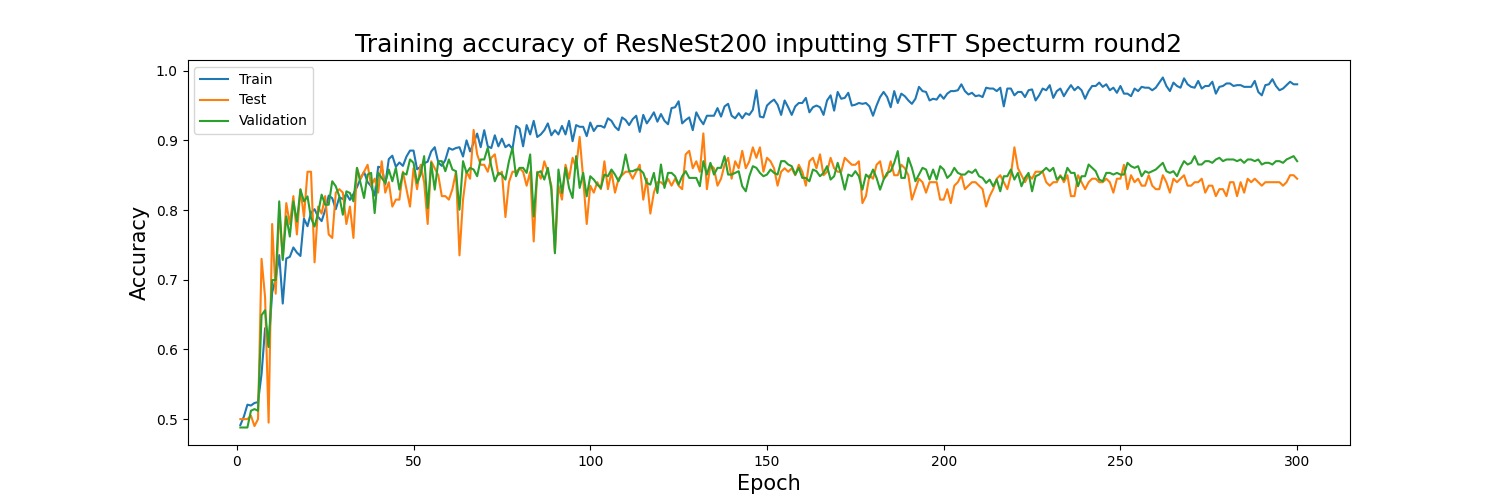 Training accuracy of ResNeSt200 inputting STFT Specturm round2
Train
Test
Validation
Accuracy
1.0
0.9
0.8
0.7
0.6
0.5
0 50 100 150 200 250 300
Epoch